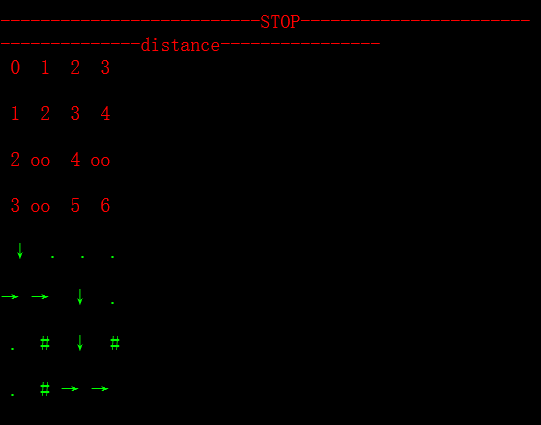 --------------------------STOP-----------------------
--------------distance----------------
0 1 2 3
1 2 3 4
2 oo 4 oo
3 oo 5 6
↓ . . .
→ → ↓ .
. # ↓ #
. # → →